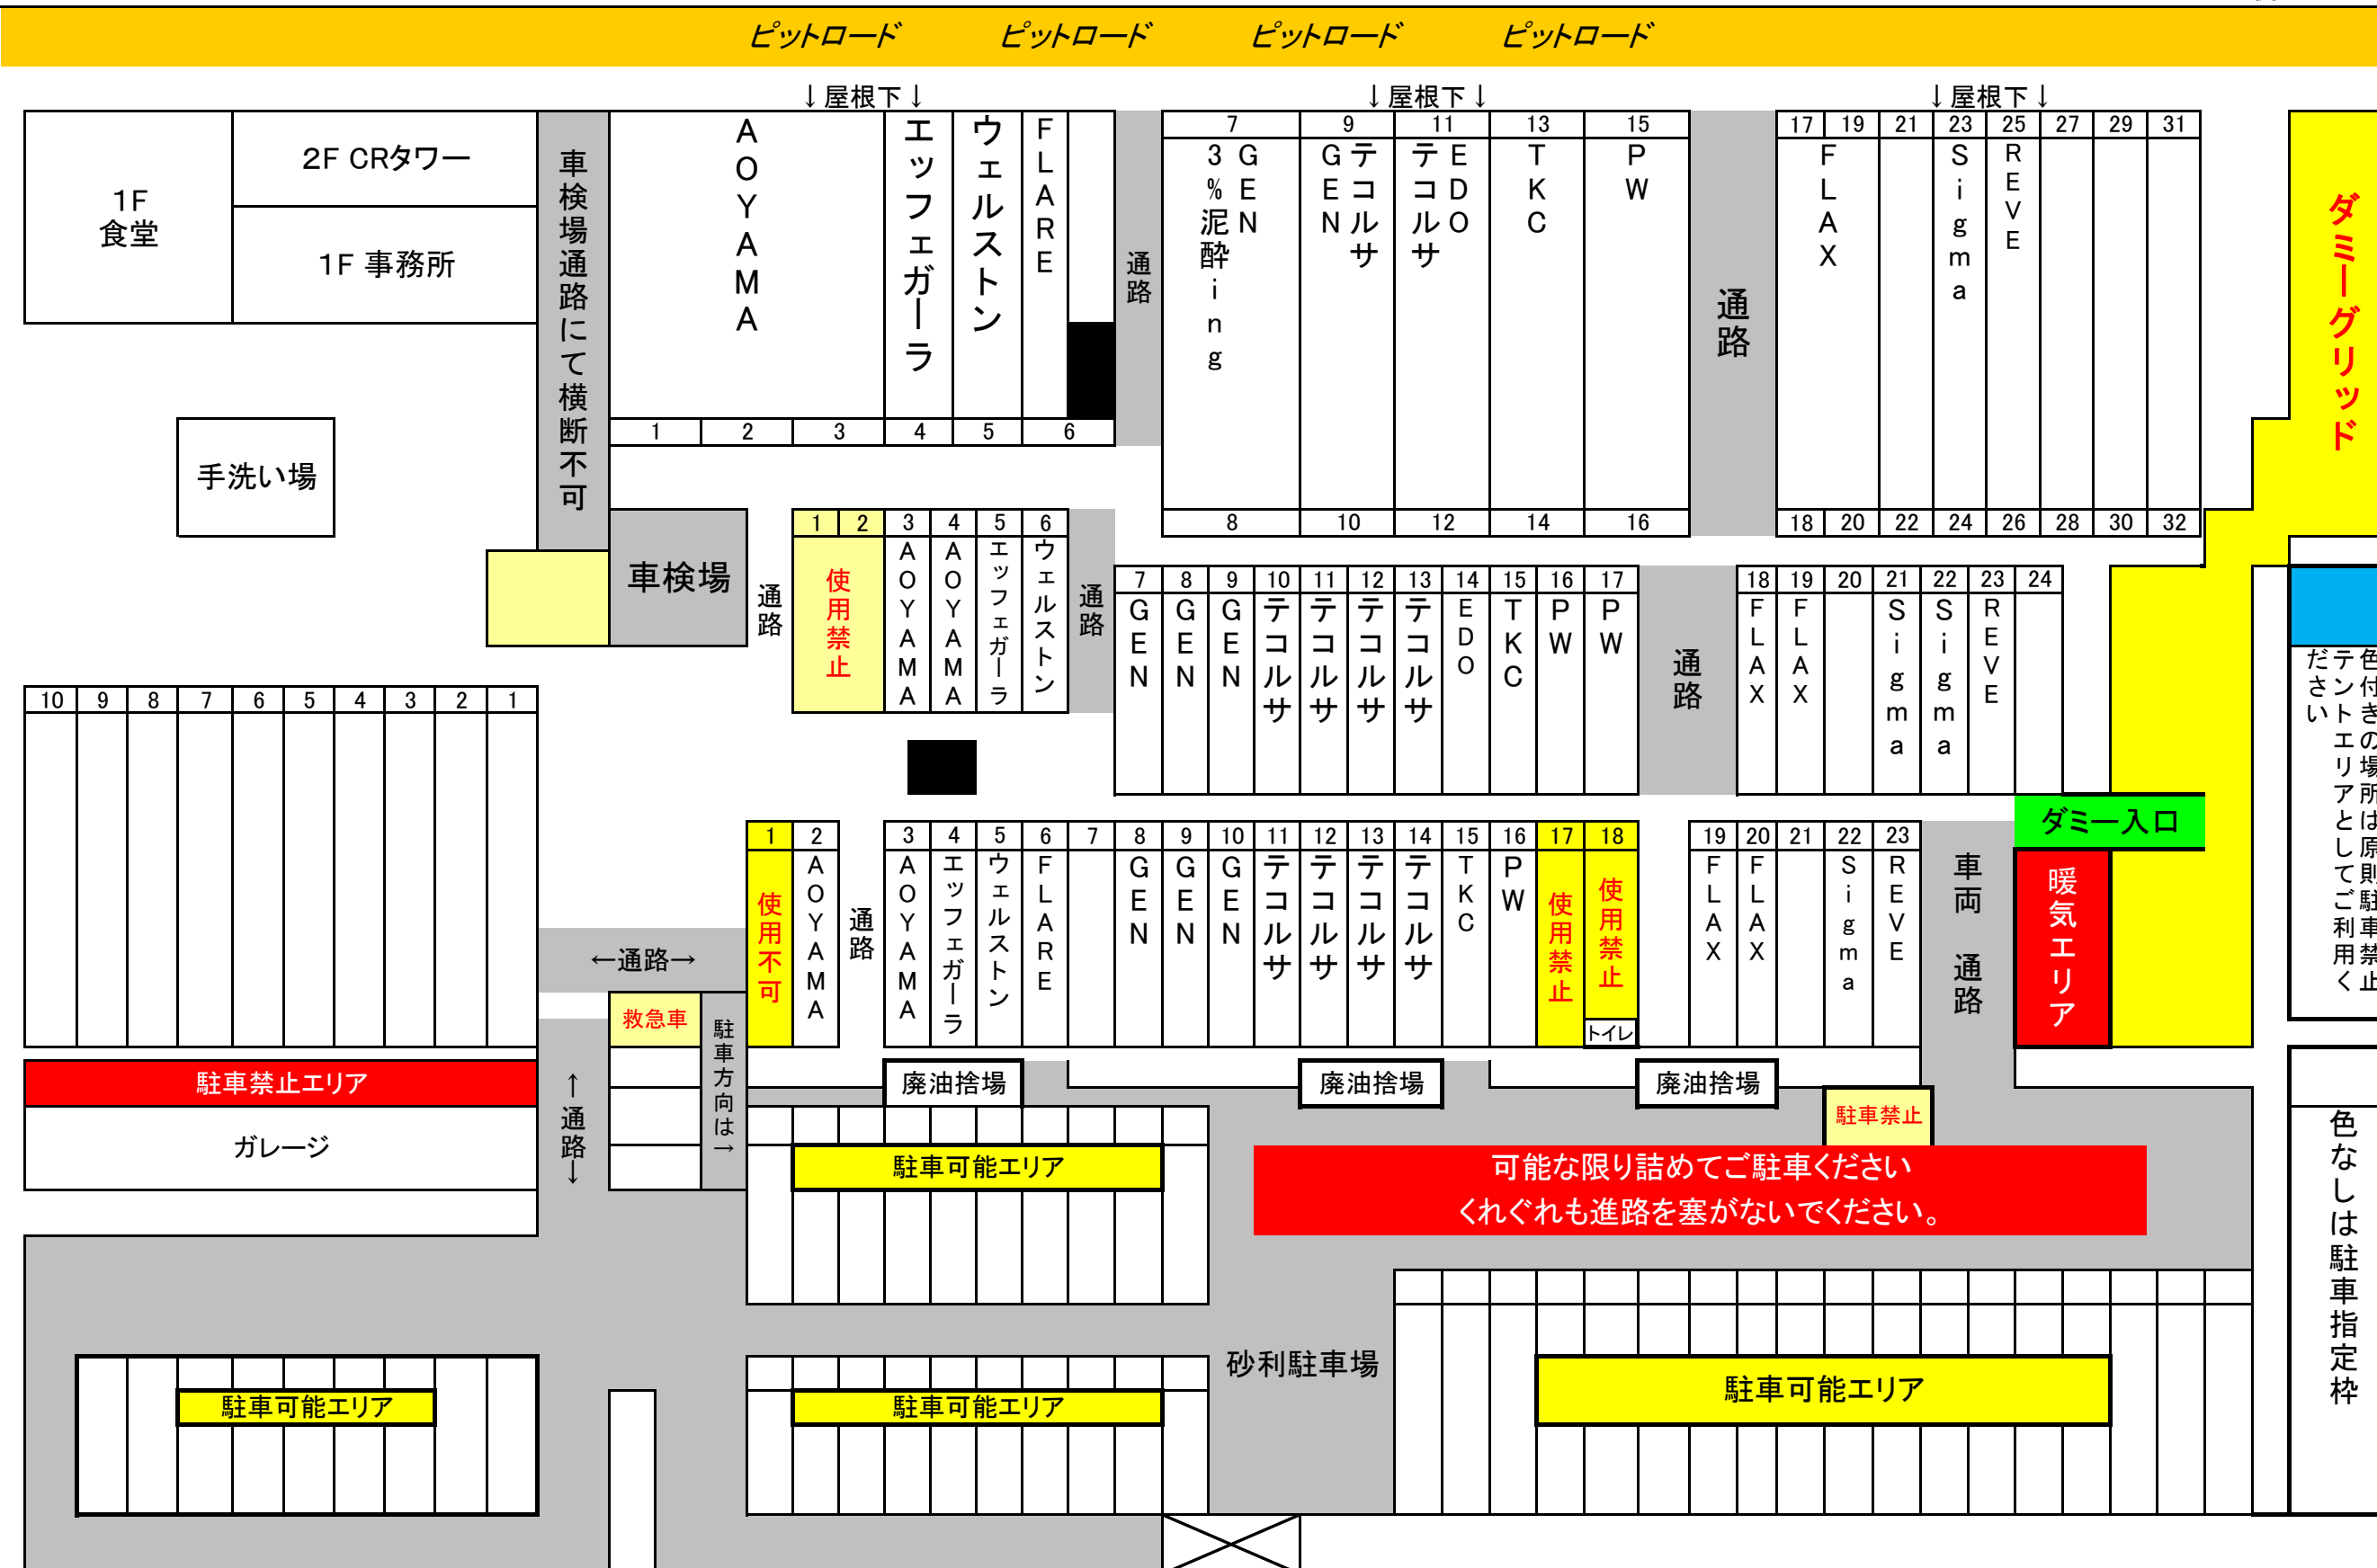 ピットロード ピットロード ピットロード ピットロード
↓屋根下↓ ↓屋根下↓ ↓屋根下↓
1F
食堂
2F CRタワー
1F 事務所
車検場通路にて横断不可
AOYAMA
エッフェガーラ
ウェルストン
FLARE
1 2 3 4 5 6
通路
7 9 11 13 15
GEN
3%泥酔ing
テコルサ
GEN
EDO
テコルサ
TKC
PW
8 10 12 14 16
通路
17 19 21 23 25 27 29 31
FLAX
Sigma
REVE
18 20 22 24 26 28 30 32
ダミーグリッド
手洗い場
車検場
通路
1 2 3 4 5 6
使用禁止
AOYAMA
AOYAMA
エッフェガーラ
ウェルストン
通路
7 8 9 10 11 12 13 14 15 16 17
GEN
GEN
GEN
テコルサ
テコルサ
テコルサ
テコルサ
EDO
TKC
PW
PW
通路
18 19 20 21 22 23 24
FLAX
FLAX
Sigma
Sigma
REVE
色付きの場所は原則駐車禁止
テントエリアとしてご利用く
ださい
10 9 8 7 6 5 4 3 2 1
1 2
使用不可
AOYAMA
通路
3 4 5 6 7 8 9 10 11 12 13 14 15 16 17 18
AOYAMA
エッフェガーラ
ウェルストン
FLARE
GEN
GEN
GEN
テコルサ
テコルサ
テコルサ
テコルサ
TKC
PW
使用禁止
使用禁止
トイレ
19 20 21 22 23
FLAX
FLAX
Sigma
REVE
車両 通路
ダミー入口
暖気エリア
←通路→
救急車
駐車方向は→
駐車禁止エリア
ガレージ
←通路→
廃油捨場 廃油捨場 廃油捨場
駐車禁止
駐車可能エリア
可能な限り詰めてご駐車ください
くれぐれも進路を塞がないでください。
色なしは駐車指定枠
砂利駐車場
駐車可能エリア
駐車可能エリア
駐車可能エリア